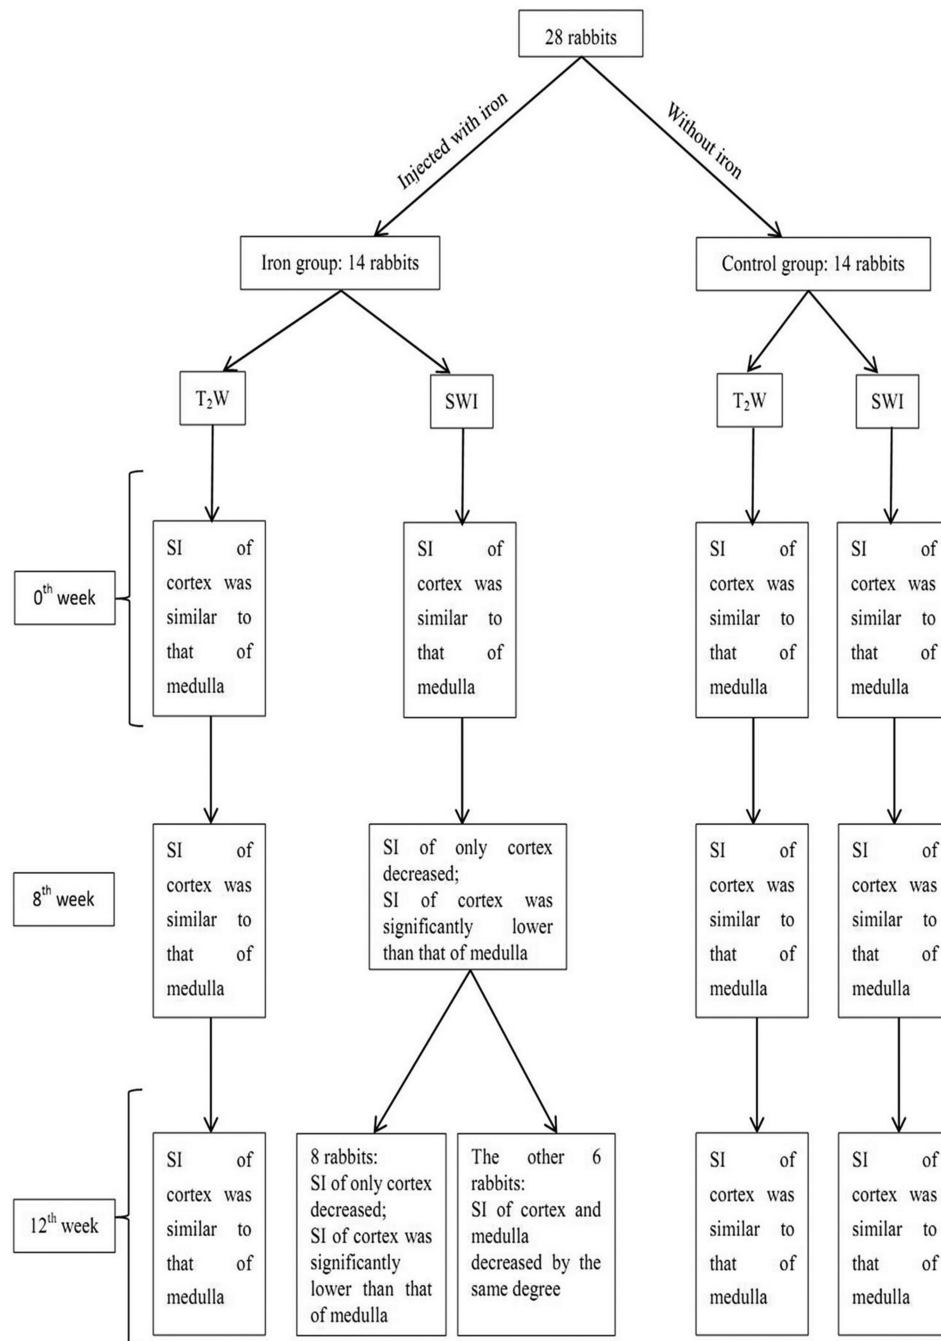 28 rabbits
Injected with iron
Without iron
Iron group: 14 rabbits
Control group: 14 rabbits
T₂W
SWI
T₂W
SWI
0th week
SI of
cortex was
similar to
that of
medulla
SI of
cortex was
similar to
that of
medulla
SI of
cortex was
similar to
that of
medulla
SI of
cortex was
similar to
that of
medulla
8th week
SI of
cortex was
similar to
that of
medulla
SI of only cortex
decreased;
SI of cortex was
significantly lower
than that of medulla
SI of
cortex was
similar to
that of
medulla
SI of
cortex was
similar to
that of
medulla
12th week
SI of
cortex was
similar to
that of
medulla
8 rabbits:
SI of only cortex
decreased;
SI of cortex was
significantly
lower than that
of medulla
The other 6
rabbits:
SI of cortex and
medulla
decreased by the
same degree
SI of
cortex was
similar to
that of
medulla
SI of
cortex was
similar to
that of
medulla